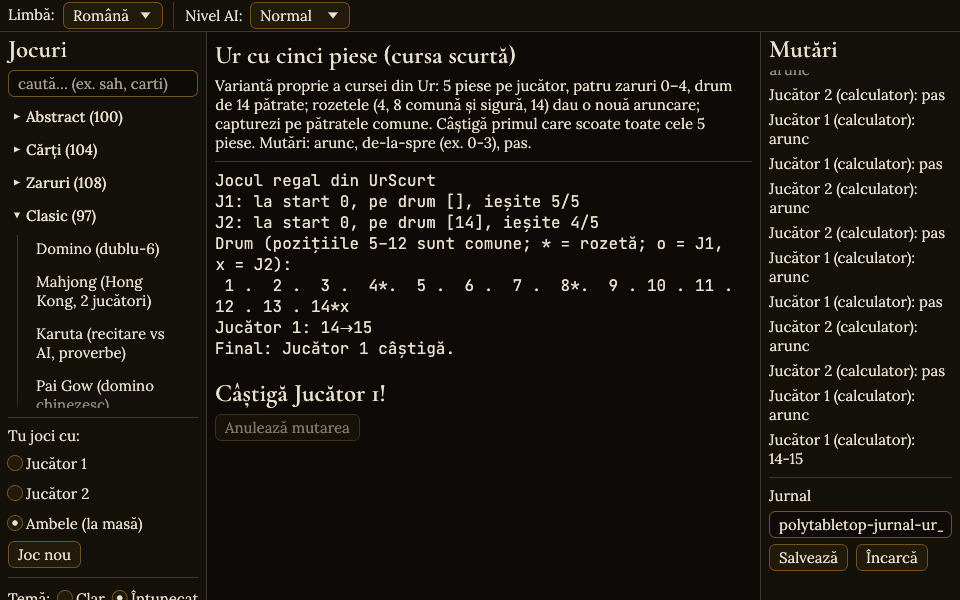 Limbă: Română ▼ Nivel AI: Normal ▼
Jocuri
caută... (ex. sah, carti)
▸ Abstract (100)
▸ Cărți (104)
▸ Zaruri (108)
▾ Clasic (97)
Domino (dublu-6)
Mahjong (Hong
Kong, 2 jucători)
Karuta (recitare vs
AI, proverbe)
Pai Gow (domino
chinezesc)
Tu joci cu:
Jucător 1
Jucător 2
Ambele (la masă)
Joc nou
Temă: Clar Întunecat
Ur cu cinci piese (cursa scurtă)
Variantă proprie a cursei din Ur: 5 piese pe jucător, patru zaruri 0–4, drum
de 14 pătrate; rozetele (4, 8 comună și sigură, 14) dau o nouă aruncare;
capturezi pe pătratele comune. Câștigă primul care scoate toate cele 5
piese. Mutări: arunc, de-la-spre (ex. 0-3), pas.
Jocul regal din UrScurt
J1: la start 0, pe drum [], ieșite 5/5
J2: la start 0, pe drum [14], ieșite 4/5
Drum (pozițiile 5–12 sunt comune; * = rozetă; o = J1,
x = J2):
1 . 2 . 3 . 4*. 5 . 6 . 7 . 8*. 9 . 10 . 11 .
12 . 13 . 14*x
Jucător 1: 14→15
Final: Jucător 1 câștigă.
Câștigă Jucător 1!
Anulează mutarea
Mutări
arunc
Jucător 2 (calculator): pas
Jucător 1 (calculator):
arunc
Jucător 1 (calculator): pas
Jucător 2 (calculator):
arunc
Jucător 2 (calculator): pas
Jucător 1 (calculator):
arunc
Jucător 1 (calculator): pas
Jucător 2 (calculator):
arunc
Jucător 2 (calculator): pas
Jucător 1 (calculator):
arunc
Jucător 1 (calculator):
14-15
Jurnal
polytabletop-jurnal-ur_
Salvează Încarcă